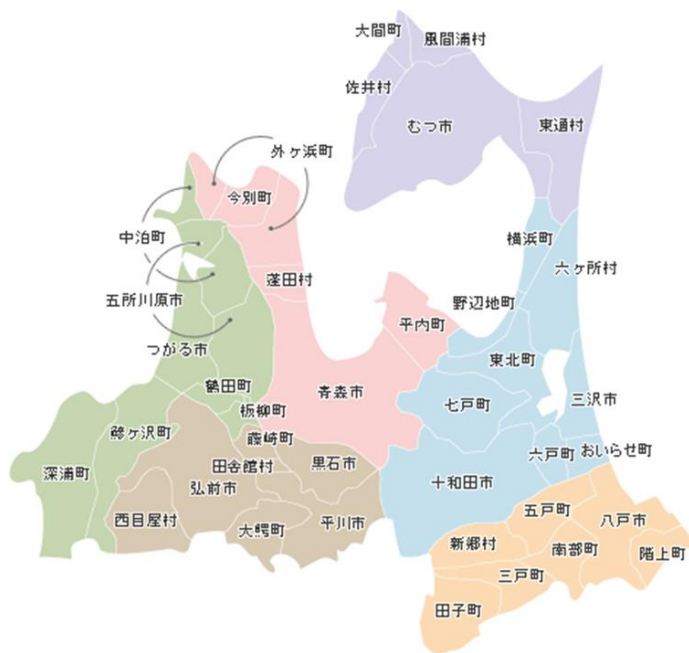 大間町
風間浦村
佐井村
むつ市
東通村
外ヶ浜町
今別町
中泊町
横浜町
六ヶ所村
蓬田村
五所川原市
野辺地町
平内町
つがる市
東北町
鶴田町
青森市
七戸町
三沢市
板柳町
鰺ヶ沢町
藤崎町
六戸町
おいらせ町
深浦町
田舎館村
黒石市
十和田市
弘前市
五戸町
西目屋村
八戸市
大鰐町
平川市
新郷村
南部町
階上町
三戸町
田子町